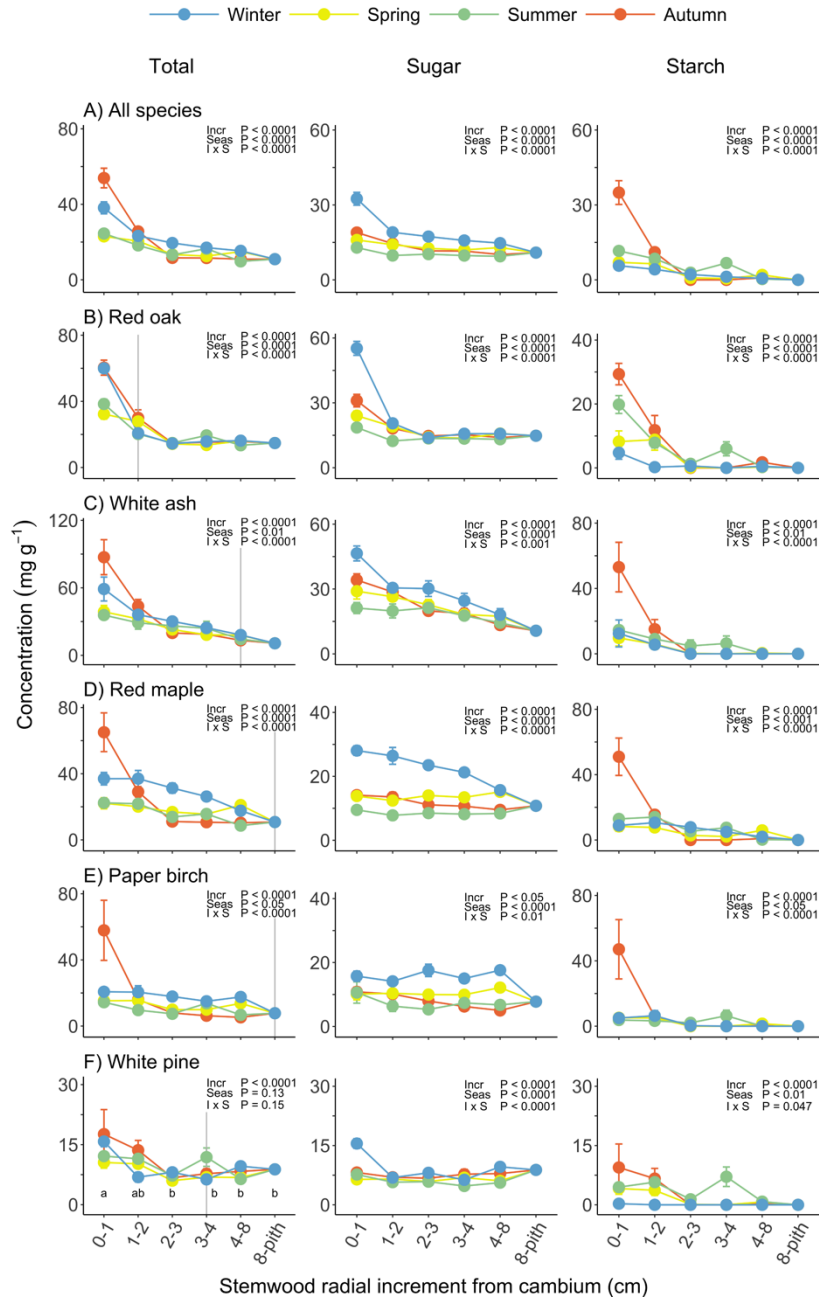 Winter Spring Summer Autumn
Total Sugar Starch
A) All species
80
40
0
Incr P < 0.0001
Seas P < 0.0001
I x S P < 0.0001
60
30
0
Incr P < 0.0001
Seas P < 0.0001
I x S P < 0.0001
60
30
0
Incr P < 0.0001
Seas P < 0.0001
I x S P < 0.0001
B) Red oak
80
40
0
Incr P < 0.0001
Seas P < 0.0001
I x S P < 0.0001
60
30
0
Incr P < 0.0001
Seas P < 0.0001
I x S P < 0.0001
40
20
0
Incr P < 0.0001
Seas P < 0.0001
I x S P < 0.0001
C) White ash
120
60
0
Incr P < 0.0001
Seas P < 0.01
I x S P < 0.0001
60
30
0
Incr P < 0.0001
Seas P < 0.0001
I x S P < 0.001
80
40
0
Incr P < 0.0001
Seas P < 0.01
I x S P < 0.0001
D) Red maple
80
40
0
Incr P < 0.0001
Seas P < 0.0001
I x S P < 0.0001
40
20
0
Incr P < 0.0001
Seas P < 0.0001
I x S P < 0.0001
80
40
0
Incr P < 0.0001
Seas P < 0.001
I x S P < 0.0001
E) Paper birch
80
40
0
Incr P < 0.0001
Seas P < 0.05
I x S P < 0.0001
40
20
0
Incr P < 0.05
Seas P < 0.0001
I x S P < 0.01
80
40
0
Incr P < 0.0001
Seas P < 0.05
I x S P < 0.0001
F) White pine
30
15
0
Incr P < 0.0001
Seas P = 0.13
I x S P = 0.15
a ab b b b b
30
15
0
Incr P < 0.0001
Seas P < 0.0001
I x S P < 0.0001
30
15
0
Incr P < 0.0001
Seas P < 0.01
I x S P = 0.047
0-1 1-2 2-3 3-4 4-8 8-pith
0-1 1-2 2-3 3-4 4-8 8-pith
0-1 1-2 2-3 3-4 4-8 8-pith
Concentration (mg g⁻¹)
Stemwood radial increment from cambium (cm)